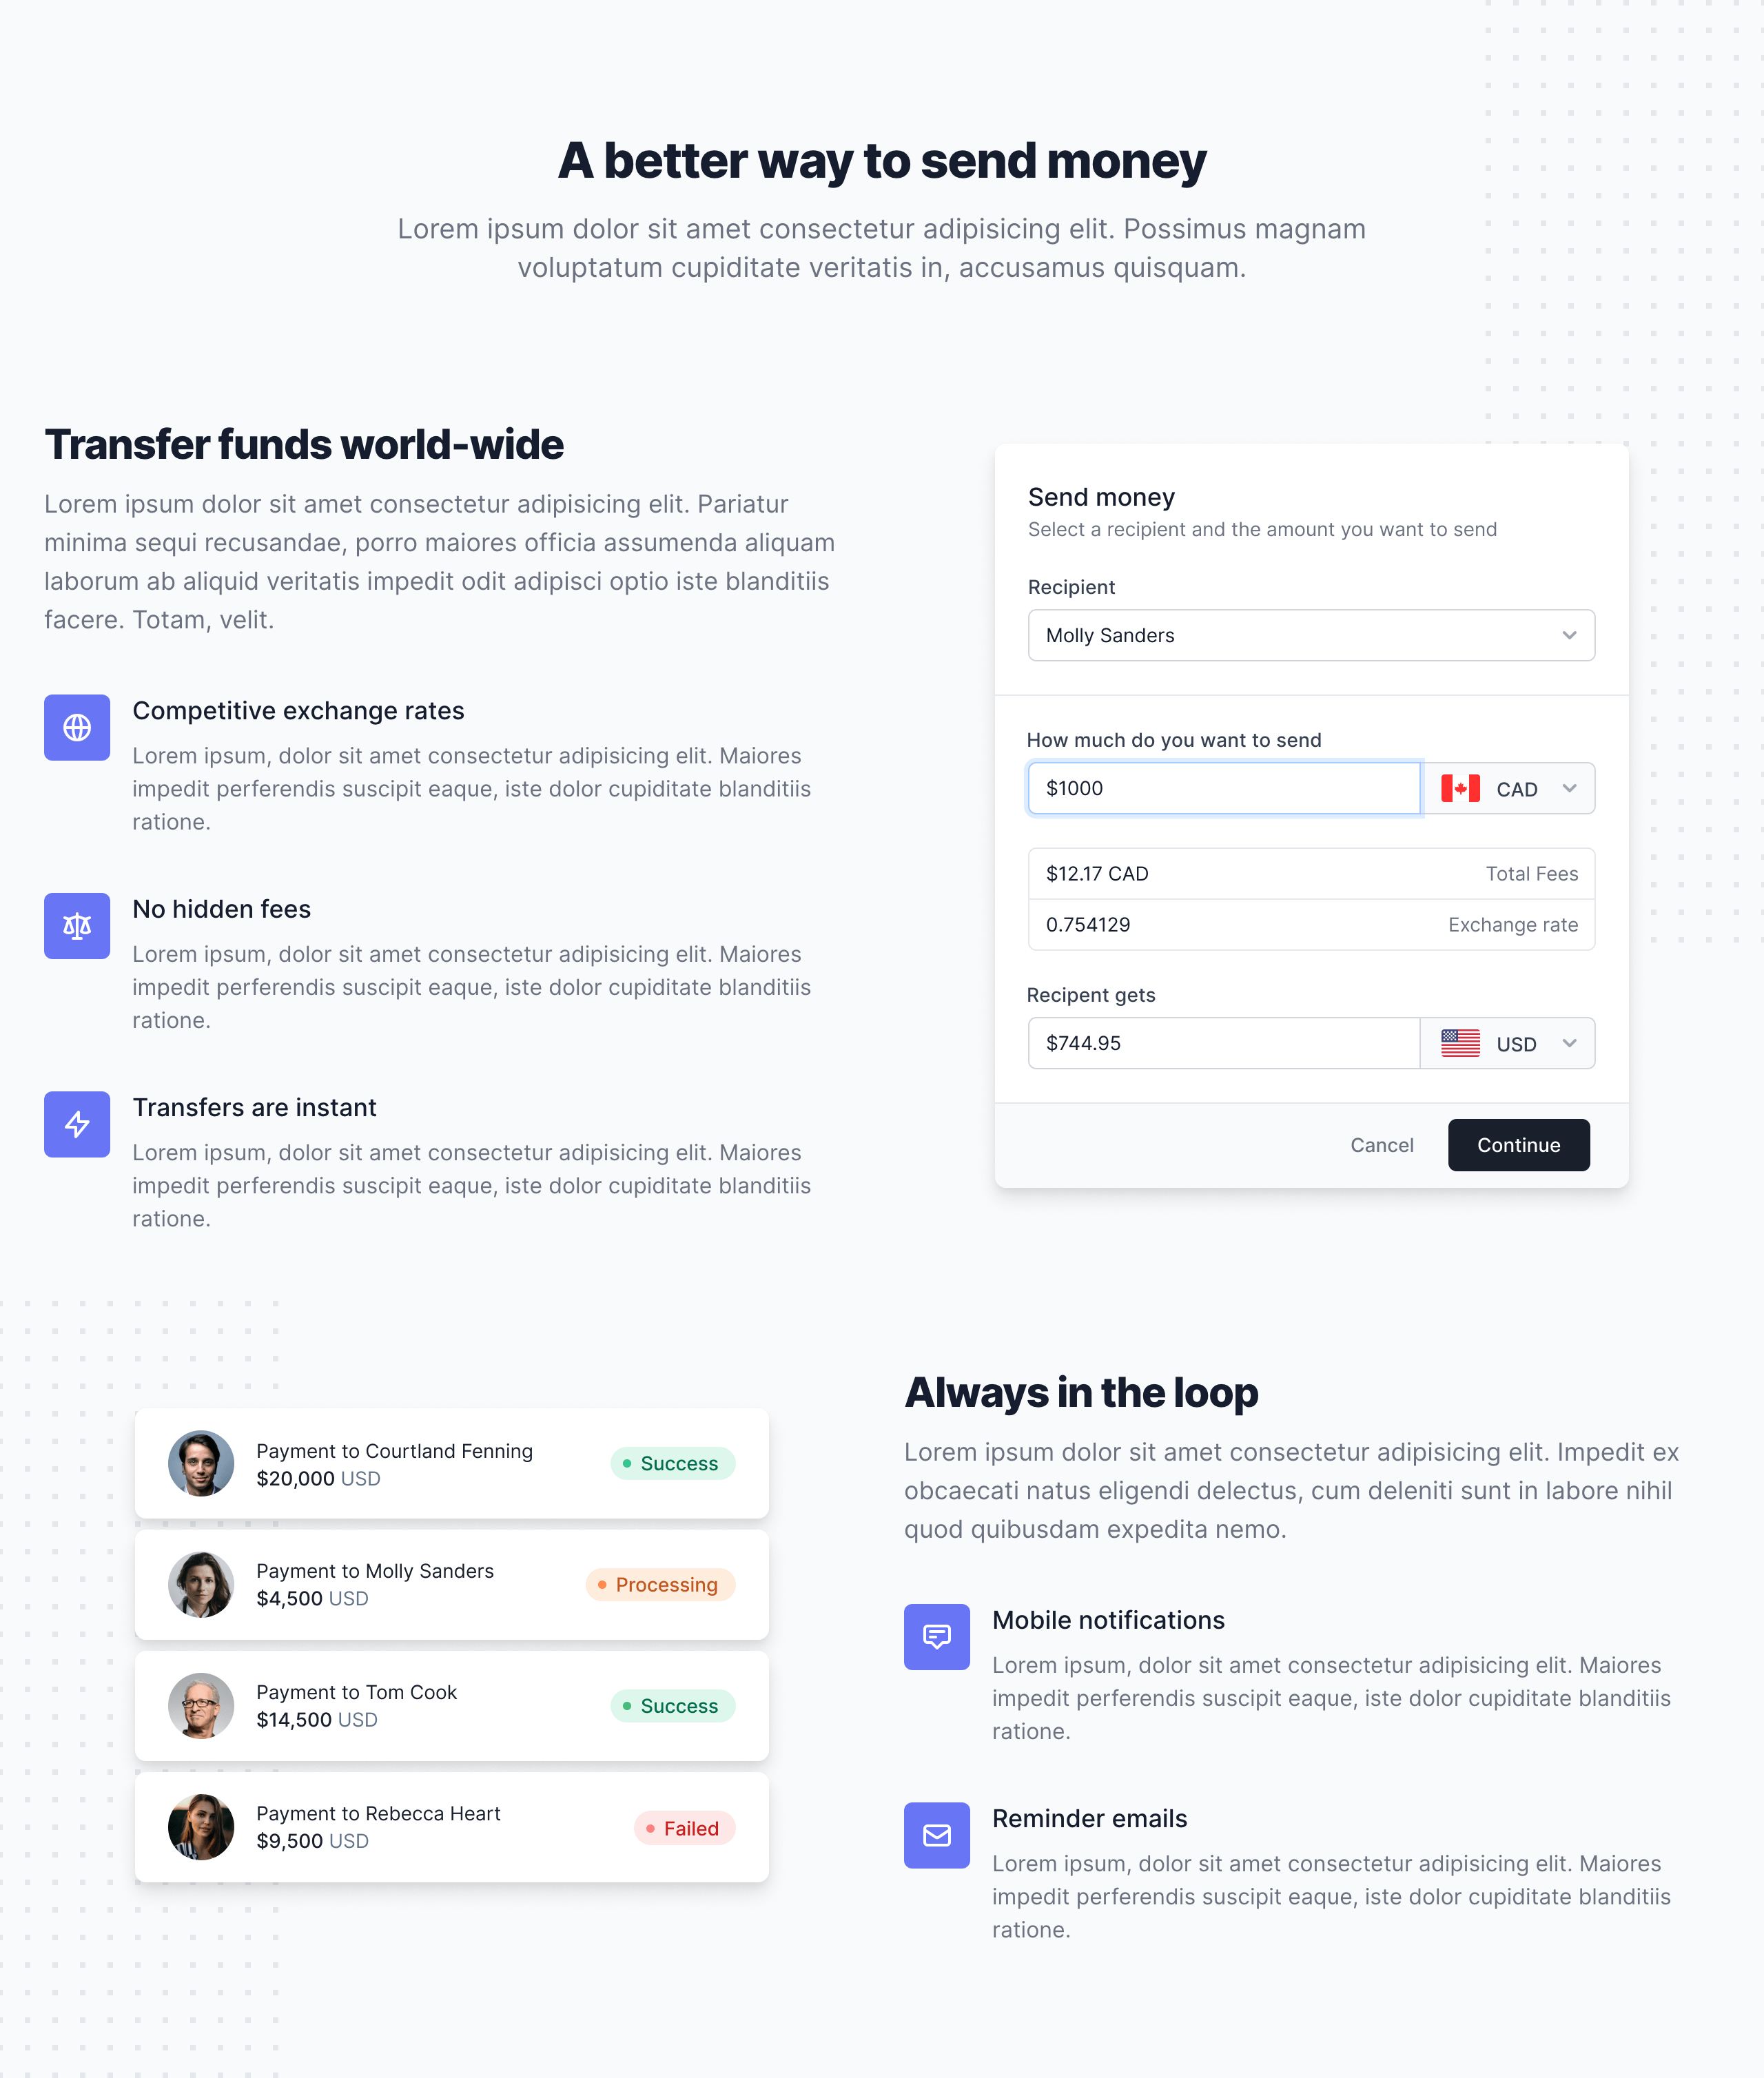 A better way to send money
Lorem ipsum dolor sit amet consectetur adipisicing elit. Possimus magnam
voluptatum cupiditate veritatis in, accusamus quisquam.
Transfer funds world-wide
Lorem ipsum dolor sit amet consectetur adipisicing elit. Pariatur
minima sequi recusandae, porro maiores officia assumenda aliquam
laborum ab aliquid veritatis impedit odit adipisci optio iste blanditiis
facere. Totam, velit.
Competitive exchange rates
Lorem ipsum, dolor sit amet consectetur adipisicing elit. Maiores
impedit perferendis suscipit eaque, iste dolor cupiditate blanditiis
ratione.
No hidden fees
Lorem ipsum, dolor sit amet consectetur adipisicing elit. Maiores
impedit perferendis suscipit eaque, iste dolor cupiditate blanditiis
ratione.
Transfers are instant
Lorem ipsum, dolor sit amet consectetur adipisicing elit. Maiores
impedit perferendis suscipit eaque, iste dolor cupiditate blanditiis
ratione.
Send money
Select a recipient and the amount you want to send
Recipient
Molly Sanders
How much do you want to send
$1000 CAD
$12.17 CAD Total Fees
0.754129 Exchange rate
Recipent gets
$744.95 USD
Cancel Continue
Payment to Courtland Fenning
$20,000 USD
Success
Payment to Molly Sanders
$4,500 USD
Processing
Payment to Tom Cook
$14,500 USD
Success
Payment to Rebecca Heart
$9,500 USD
Failed
Always in the loop
Lorem ipsum dolor sit amet consectetur adipisicing elit. Impedit ex
obcaecati natus eligendi delectus, cum deleniti sunt in labore nihil
quod quibusdam expedita nemo.
Mobile notifications
Lorem ipsum, dolor sit amet consectetur adipisicing elit. Maiores
impedit perferendis suscipit eaque, iste dolor cupiditate blanditiis
ratione.
Reminder emails
Lorem ipsum, dolor sit amet consectetur adipisicing elit. Maiores
impedit perferendis suscipit eaque, iste dolor cupiditate blanditiis
ratione.